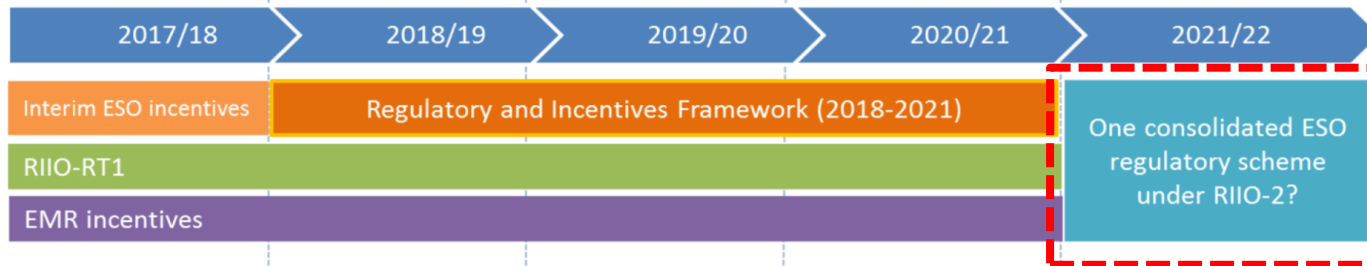 2017/18
2018/19
2019/20
2020/21
2021/22
Interim ESO incentives
Regulatory and Incentives Framework (2018-2021)
RIIO-RT1
EMR incentives
One consolidated ESO
regulatory scheme
under RIIO-2?